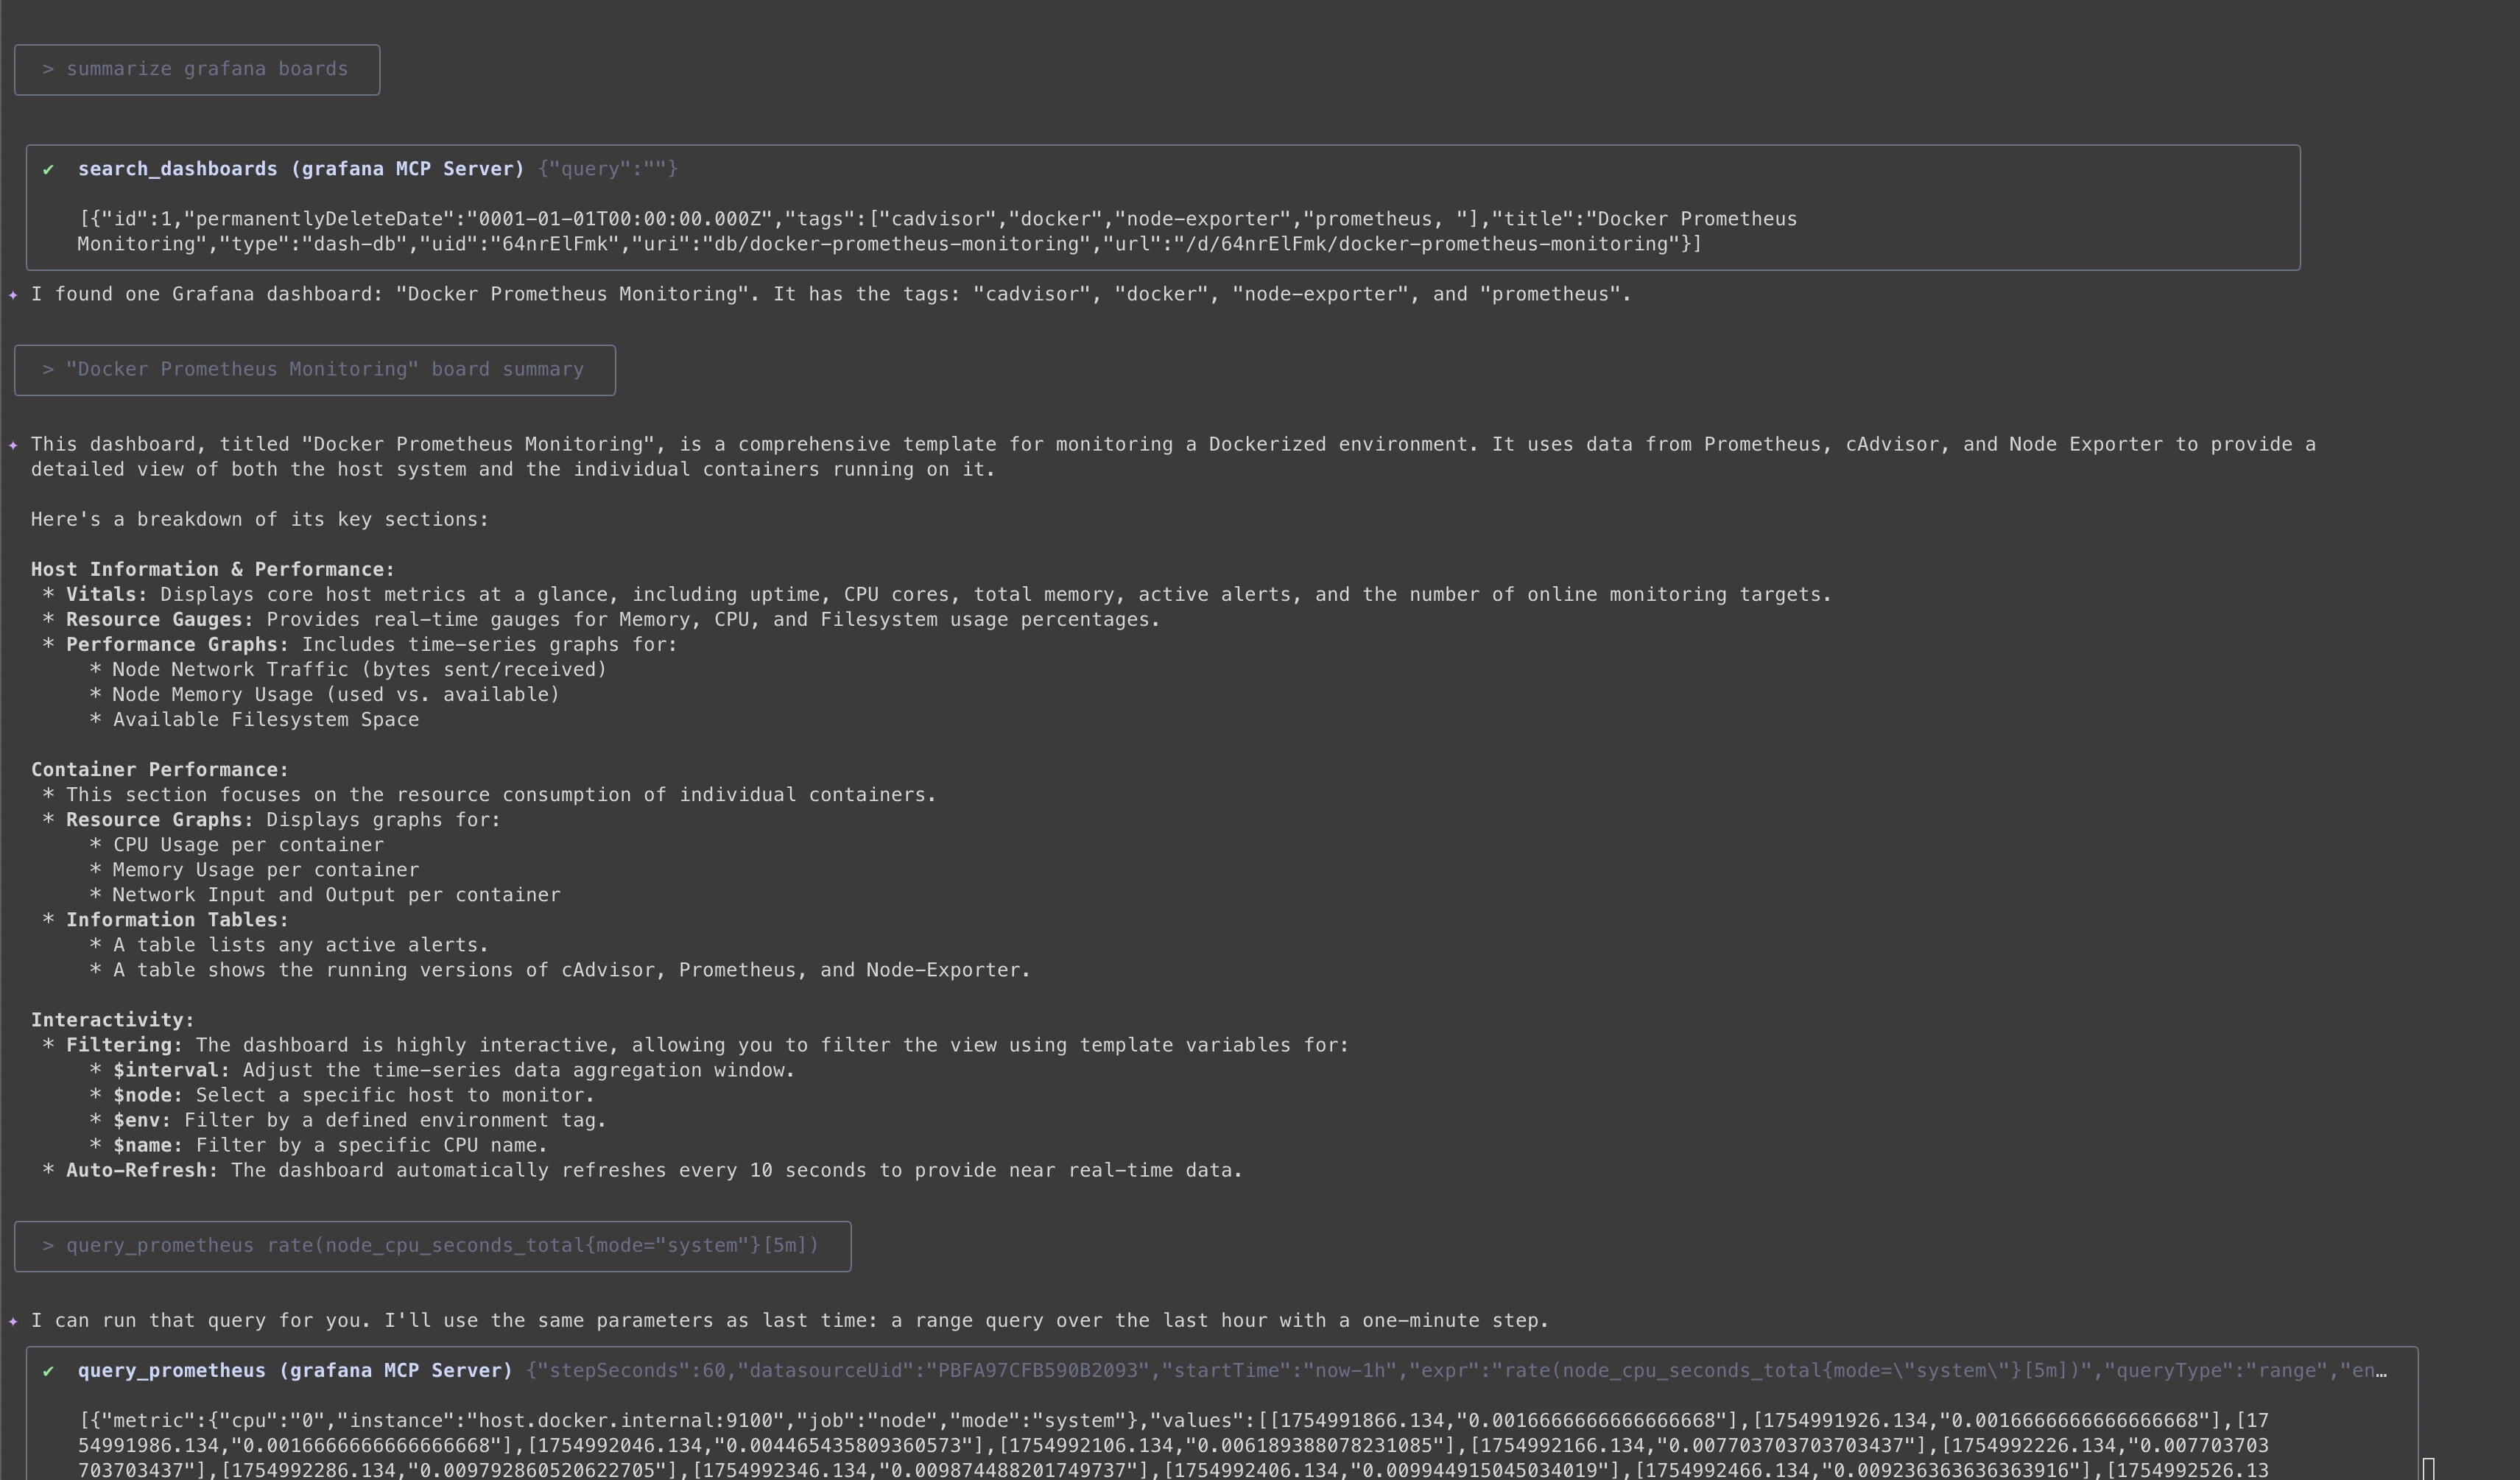 > summarize grafana boards
✔ search_dashboards (grafana MCP Server) {"query":""}
[{"id":1,"permanentlyDeleteDate":"0001-01-01T00:00:00.000Z","tags":["cadvisor","docker","node-exporter","prometheus, "],"title":"Docker Prometheus
Monitoring","type":"dash-db","uid":"64nrElFmk","uri":"db/docker-prometheus-monitoring","url":"/d/64nrElFmk/docker-prometheus-monitoring"}]
✦ I found one Grafana dashboard: "Docker Prometheus Monitoring". It has the tags: "cadvisor", "docker", "node-exporter", and "prometheus".
> "Docker Prometheus Monitoring" board summary
✦ This dashboard, titled "Docker Prometheus Monitoring", is a comprehensive template for monitoring a Dockerized environment. It uses data from Prometheus, cAdvisor, and Node Exporter to provide a
detailed view of both the host system and the individual containers running on it.
Here's a breakdown of its key sections:
Host Information & Performance:
* Vitals: Displays core host metrics at a glance, including uptime, CPU cores, total memory, active alerts, and the number of online monitoring targets.
* Resource Gauges: Provides real-time gauges for Memory, CPU, and Filesystem usage percentages.
* Performance Graphs: Includes time-series graphs for:
* Node Network Traffic (bytes sent/received)
* Node Memory Usage (used vs. available)
* Available Filesystem Space
Container Performance:
* This section focuses on the resource consumption of individual containers.
* Resource Graphs: Displays graphs for:
* CPU Usage per container
* Memory Usage per container
* Network Input and Output per container
* Information Tables:
* A table lists any active alerts.
* A table shows the running versions of cAdvisor, Prometheus, and Node-Exporter.
Interactivity:
* Filtering: The dashboard is highly interactive, allowing you to filter the view using template variables for:
* $interval: Adjust the time-series data aggregation window.
* $node: Select a specific host to monitor.
* $env: Filter by a defined environment tag.
* $name: Filter by a specific CPU name.
* Auto-Refresh: The dashboard automatically refreshes every 10 seconds to provide near real-time data.
> query_prometheus rate(node_cpu_seconds_total{mode="system"}[5m])
✦ I can run that query for you. I'll use the same parameters as last time: a range query over the last hour with a one-minute step.
✔ query_prometheus (grafana MCP Server) {"stepSeconds":60,"datasourceUid":"PBFA97CFB590B2093","startTime":"now-1h","expr":"rate(node_cpu_seconds_total{mode=\"system\"}[5m])","queryType":"range","en…
[{"metric":{"cpu":"0","instance":"host.docker.internal:9100","job":"node","mode":"system"},"values":[[1754991866.134,"0.0016666666666666668"],[1754991926.134,"0.0016666666666666668"],[17
54991986.134,"0.0016666666666666668"],[1754992046.134,"0.004465435809360573"],[1754992106.134,"0.006189388078231085"],[1754992166.134,"0.007703703703703437"],[1754992226.134,"0.007703703
703703437"],[1754992286.134,"0.009792860520622705"],[1754992346.134,"0.009874488201749737"],[1754992406.134,"0.009944915045034019"],[1754992466.134,"0.009236363636363916"],[1754992526.13